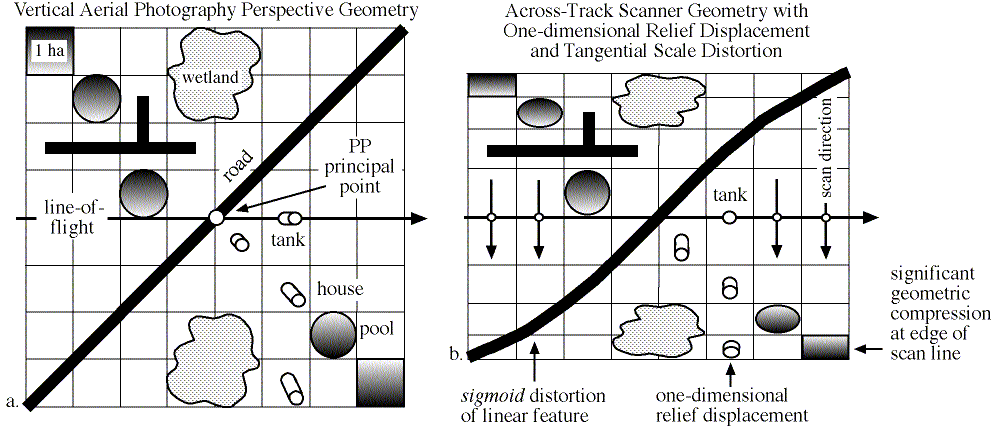 Vertical Aerial Photography Perspective Geometry
1 ha
wetland
road
PP
principal
point
line-of-
flight
tank
house
pool
a.
Across-Track Scanner Geometry with
One-dimensional Relief Displacement
and Tangential Scale Distortion
scan direction
tank
significant
geometric
compression
at edge of
scan line
b.
sigmoid distortion
of linear feature
one-dimensional
relief displacement